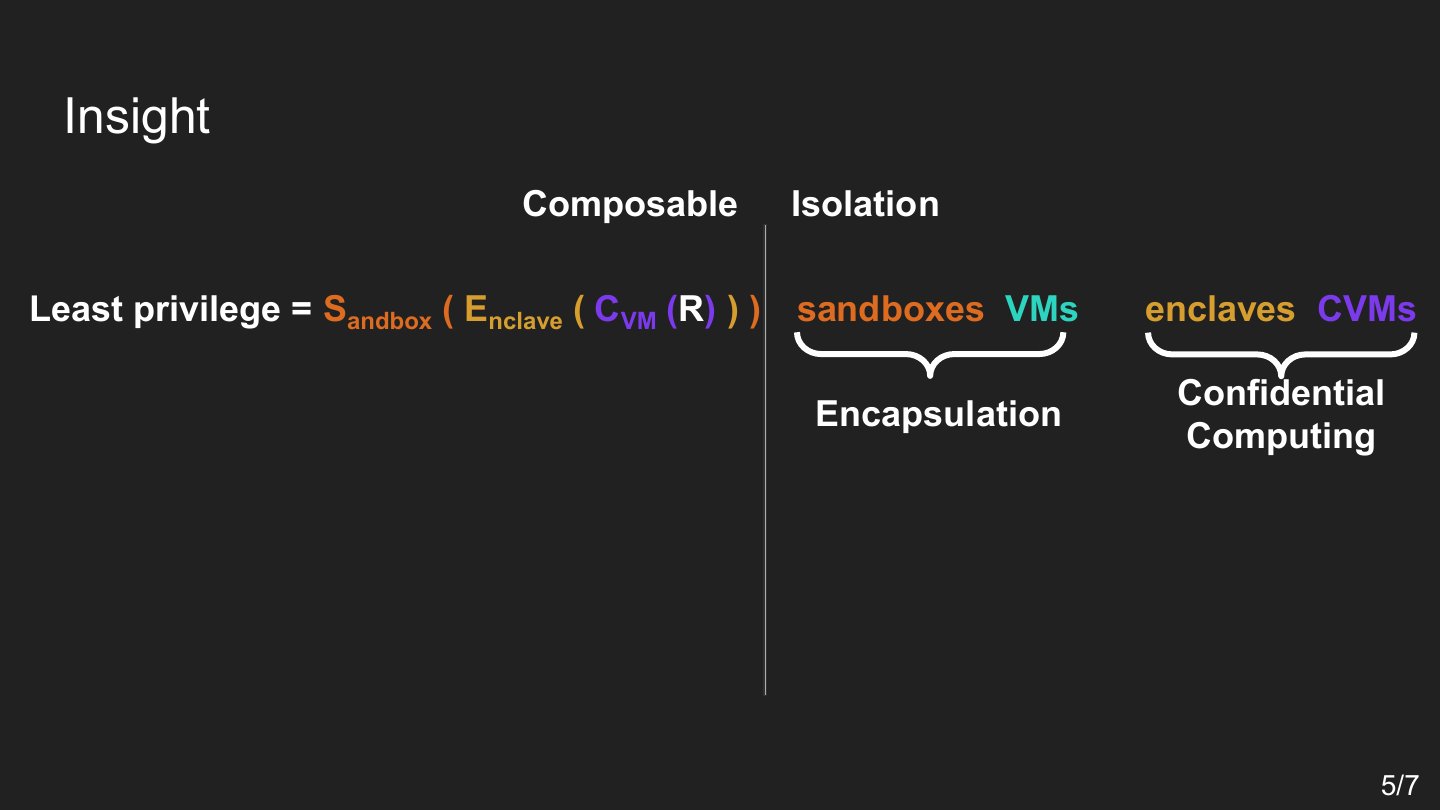 Insight
Composable Isolation
Least privilege = Sandbox ( Enclave ( CVM (R) ) )
sandboxes VMs enclaves CVMs
Encapsulation
Confidential
Computing
5/7